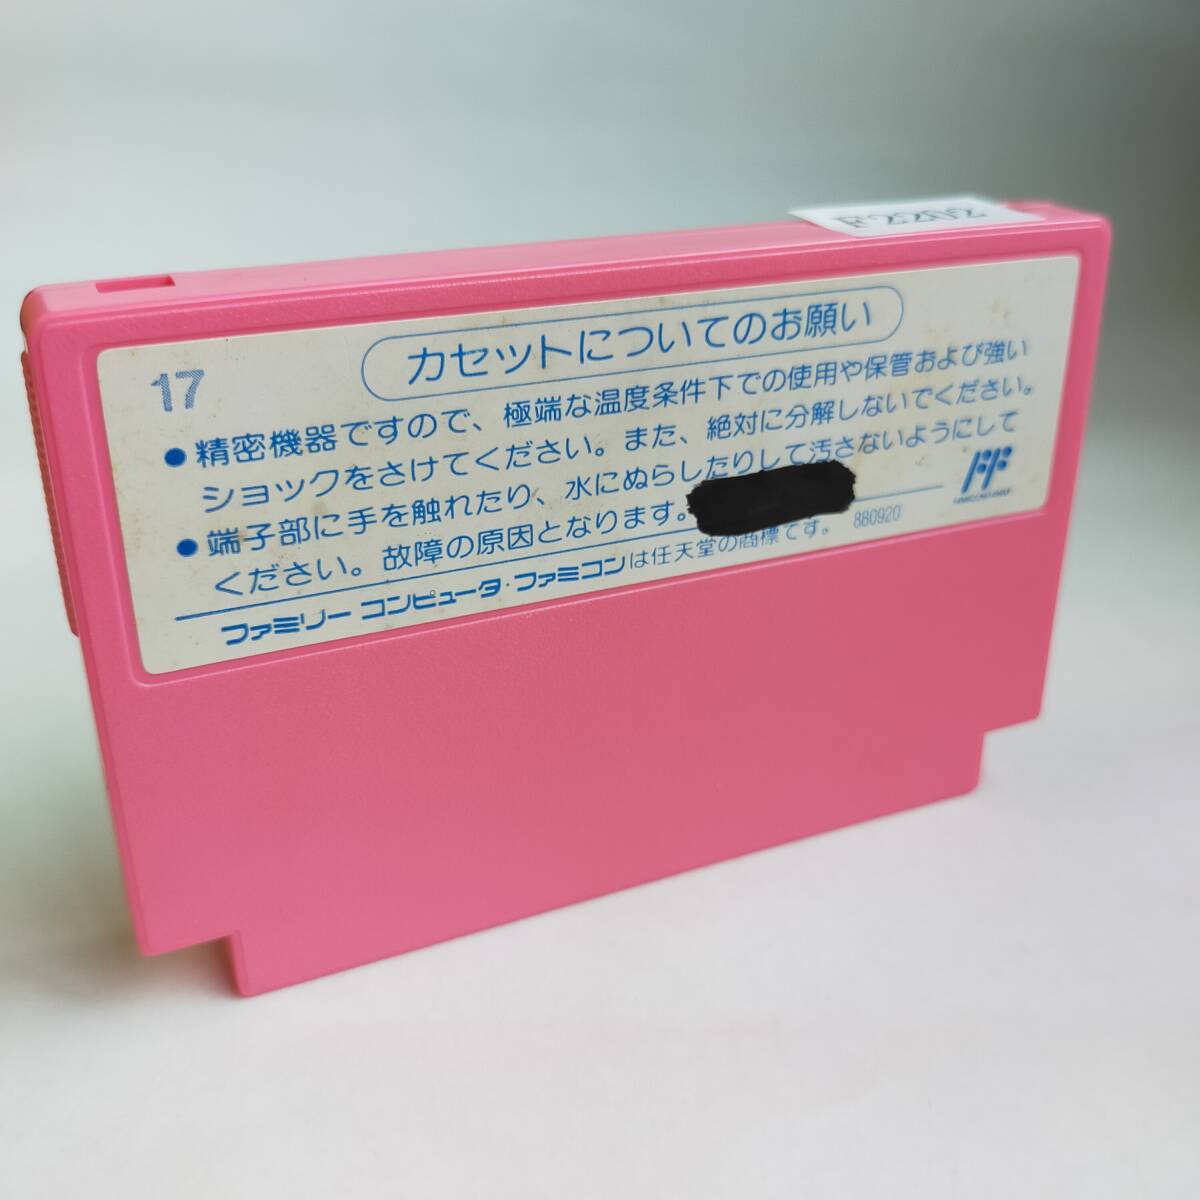 F2202
17
カセットについてのお願い
●精密機器ですので、極端な温度条件下での使用や保管および強い
ショックをさけてください。また、絶対に分解しないでください。
●端子部に手を触れたり、水にぬらしたりして汚さないようにして
ください。故障の原因となります。
ファミリー コンピュータ・ファミコンは任天堂の商標です。
880920